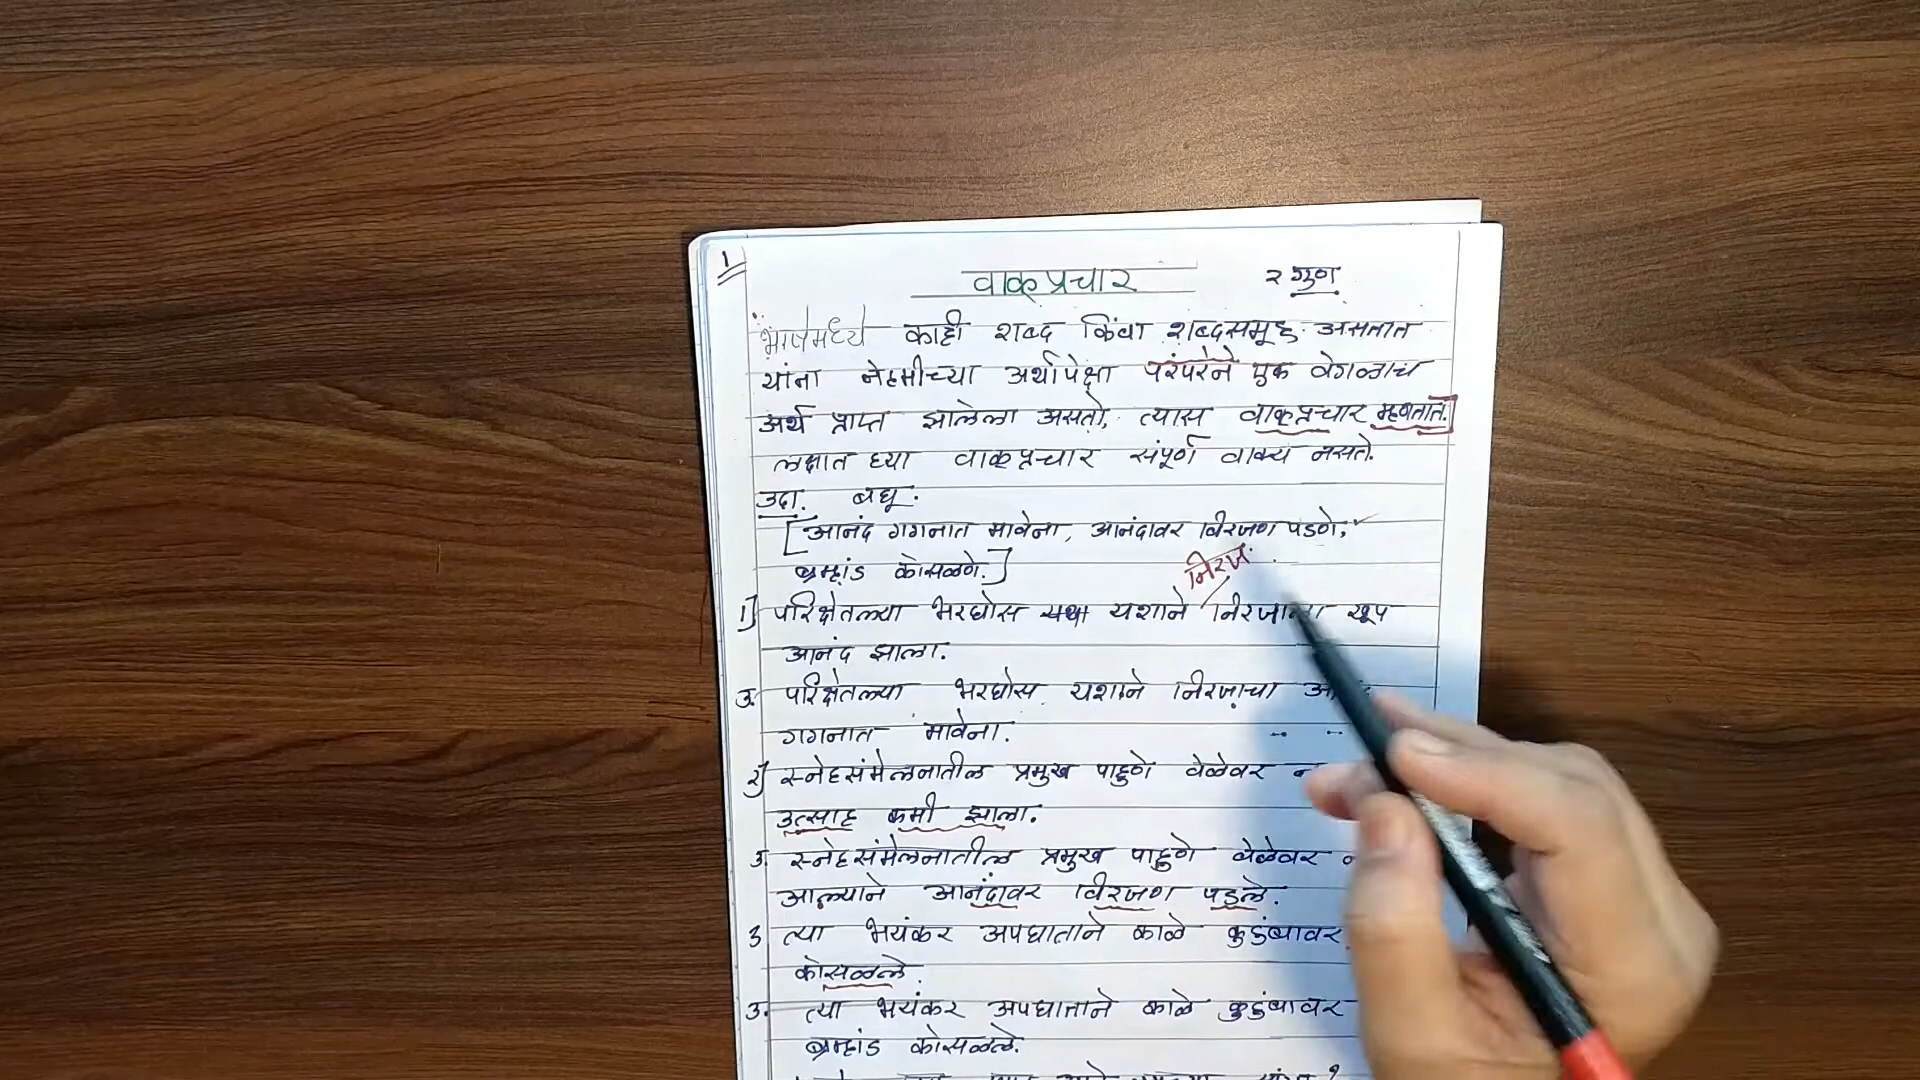 1
वाक्प्रचार २ गुण
भाषेमध्ये काही शब्द किंवा शब्दसमूह असतात
यांना नेहमीच्या अर्थापेक्षा परंपरेने एक वेगळाच
अर्थ प्राप्त झालेला असतो, त्यास वाक्प्रचार म्हणतात.
लक्षात घ्या वाक्प्रचार संपूर्ण वाक्य नसते.
उदा. बघू.
[आनंद गगनात मावेना, आनंदावर विरजण पडणे,
ब्रम्हांड कोसळणे.]
निरज
1] परिक्षेतल्या भरघोस यशाने खूप
आनंद झाला.
उ. परिक्षेतल्या भरघोस यशाने निरजाचा
गगनात मावेना.
२] स्नेहसंमेलनातील प्रमुख पाहुणे वेळेवर
उत्साह कमी झाला.
उ. स्नेहसंमेलनातील प्रमुख पाहुणे वेळेवर न
आल्याने आनंदावर विरजण पडले.
3 त्या भयंकर अपघाताने काळे कुडुंबावर
कोसळले.
उ. त्या भयंकर अपघाताने काळे कुडुंबावर
ब्रम्हांड कोसळले.